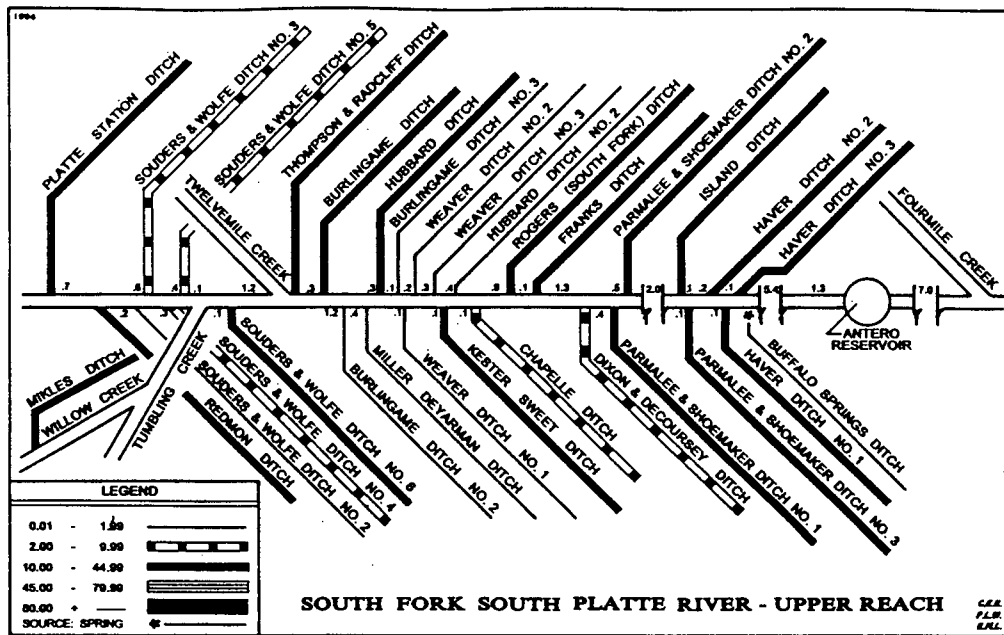 1994
PLATTE STATION DITCH
SOUDERS & WOLFE DITCH NO. 3
SOUDERS & WOLFE DITCH NO. 5
TWELVEMILE CREEK
THOMPSON & RADCLIFF DITCH
BURLINGAME DITCH
HUBBARD DITCH
BURLINGAME DITCH NO. 3
WEAVER DITCH NO. 2
WEAVER DITCH NO. 3
HUBBARD DITCH NO. 2
ROGERS (SOUTH FORK) DITCH
FRANKS DITCH
PARMALEE & SHOEMAKER DITCH NO. 2
ISLAND DITCH
HAVER DITCH NO. 2
HAVER DITCH NO. 3
FOURMILE CREEK
.7 .6 .4 .1 1.2 .3 .3 .3 .1 .2 .3 .4 .9 .1 1.3 .5 2.0 .1 .2 .1 5.4 1.3 7.0
.2 .2 .3 .1 .1 1.2 .4 .1 .2 .1 .9 .2 .4 .1 .1
ANTERO
RESERVOIR
MIKLES DITCH
WILLOW CREEK
TUMBLING CREEK
SOUDERS & WOLFE DITCH NO. 6
SOUDERS & WOLFE DITCH NO. 4
SOUDERS & WOLFE DITCH NO. 2
REDMON DITCH
BURLINGAME DITCH NO. 2
MILLER DEYARMAN DITCH
WEAVER DITCH NO. 1
KESTER SWEET DITCH
CHAPELLE DITCH
DIXON & DECOURSEY DITCH
PARMALEE & SHOEMAKER DITCH NO. 1
PARMALEE & SHOEMAKER DITCH NO. 3
HAVER DITCH NO. 1
BUFFALO SPRINGS DITCH
LEGEND
0.01 - 1.99
2.00 - 9.99
10.00 - 44.99
45.00 - 79.99
80.00 +
SOURCE: SPRING
SOUTH FORK SOUTH PLATTE RIVER - UPPER REACH